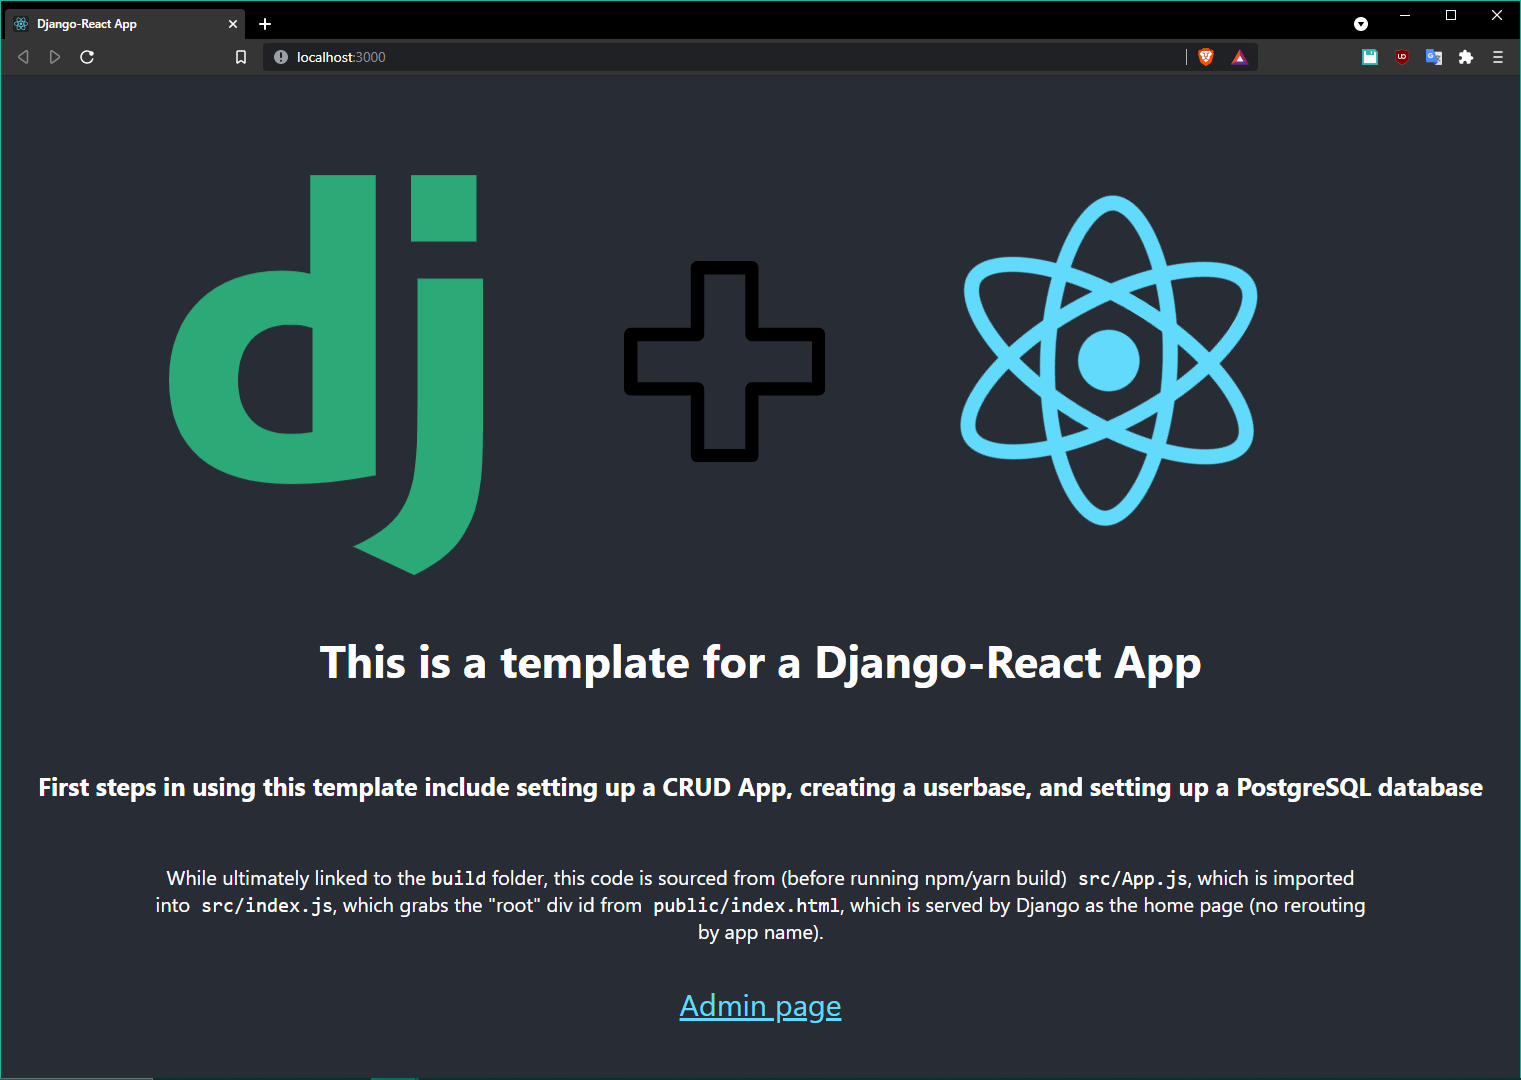 Django-React App
localhost:3000
dj
This is a template for a Django-React App
First steps in using this template include setting up a CRUD App, creating a userbase, and setting up a PostgreSQL database
While ultimately linked to the build folder, this code is sourced from (before running npm/yarn build) src/App.js, which is imported
into src/index.js, which grabs the "root" div id from public/index.html, which is served by Django as the home page (no rerouting
by app name).
Admin page